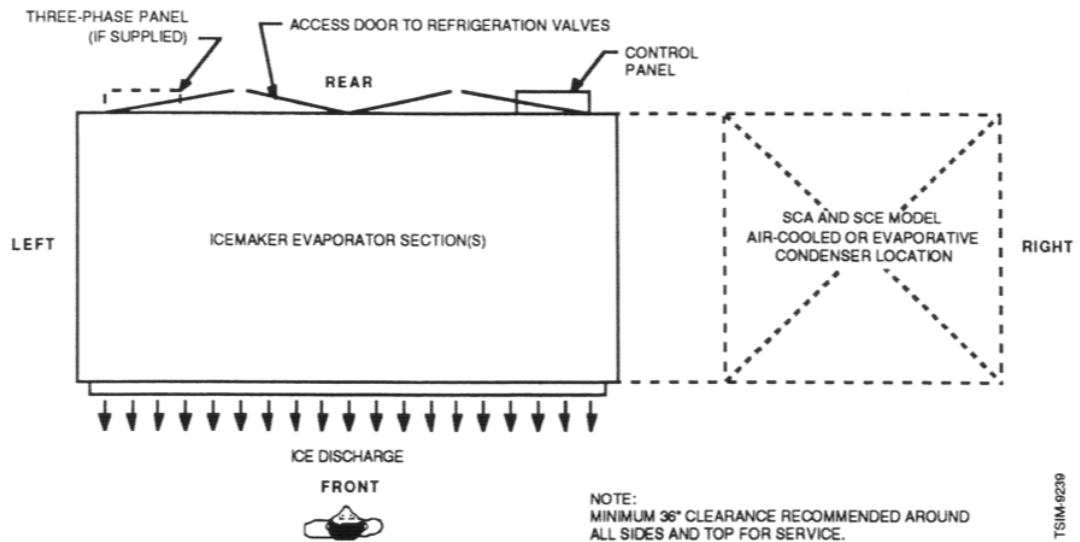 THREE-PHASE PANEL
(IF SUPPLIED)
ACCESS DOOR TO REFRIGERATION VALVES
CONTROL
PANEL
REAR
LEFT
ICEMAKER EVAPORATOR SECTION(S)
SCA AND SCE MODEL
AIR-COOLED OR EVAPORATIVE
CONDENSER LOCATION
RIGHT
ICE DISCHARGE
FRONT
NOTE:
MINIMUM 36" CLEARANCE RECOMMENDED AROUND
ALL SIDES AND TOP FOR SERVICE.
TSIM-9239